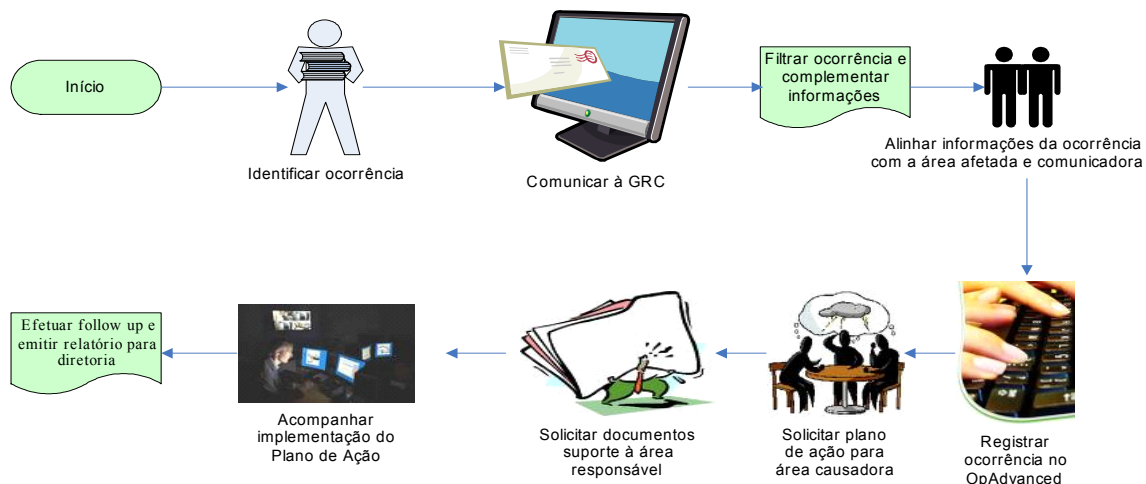 Início
Identificar ocorrência
Comunicar à GRC
Filtrar ocorrência e
complementar
informações
Alinhar informações da ocorrência
com a área afetada e comunicadora
Efetuar follow up e
emitir relatório para
diretoria
Acompanhar
implementação do
Plano de Ação
Solicitar documentos
suporte à área
responsável
Solicitar plano
de ação para
área causadora
Registrar
ocorrência no
OpAdvanced